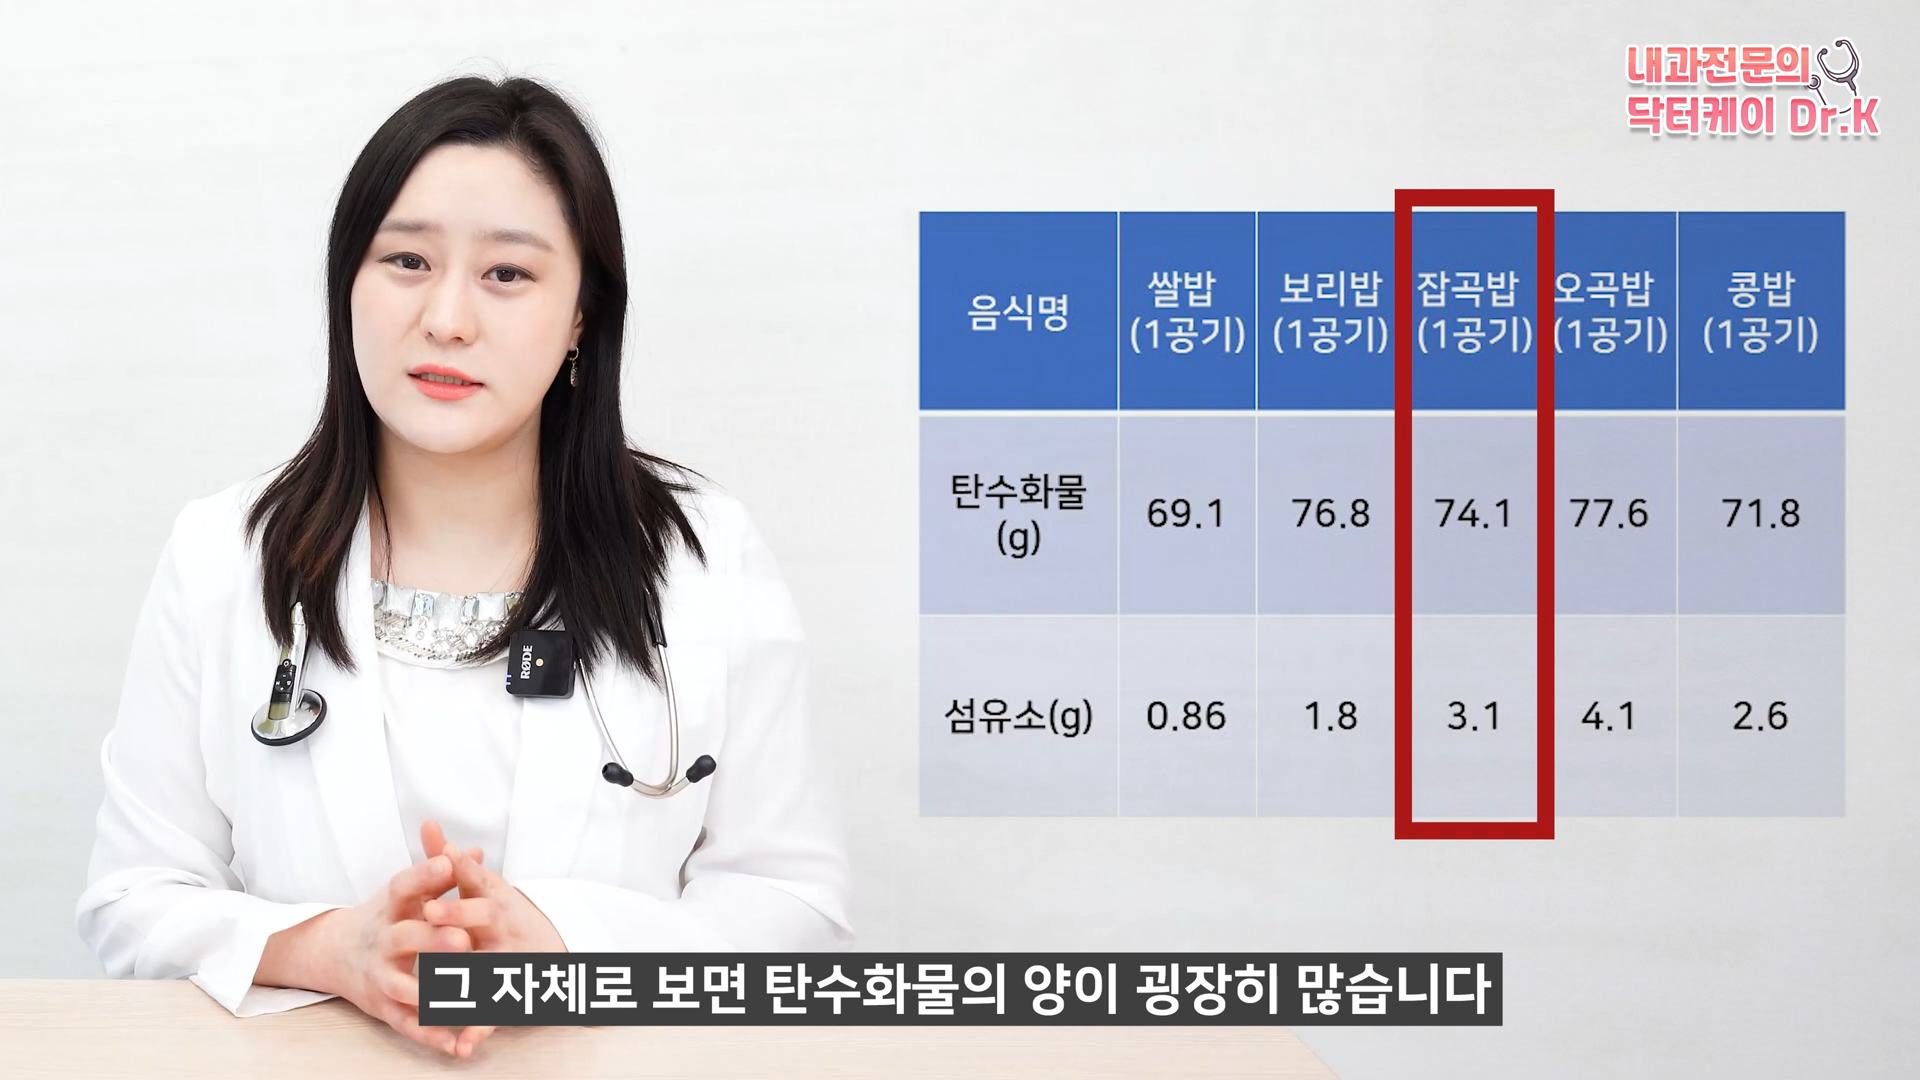 내과전문의
닥터케이 Dr.K
음식명
쌀밥
(1공기)
보리밥
(1공기)
잡곡밥
(1공기)
오곡밥
(1공기)
콩밥
(1공기)
탄수화물
(g)
69.1
76.8
74.1
77.6
71.8
섬유소(g)
0.86
1.8
3.1
4.1
2.6
RØDE
그 자체로 보면 탄수화물의 양이 굉장히 많습니다